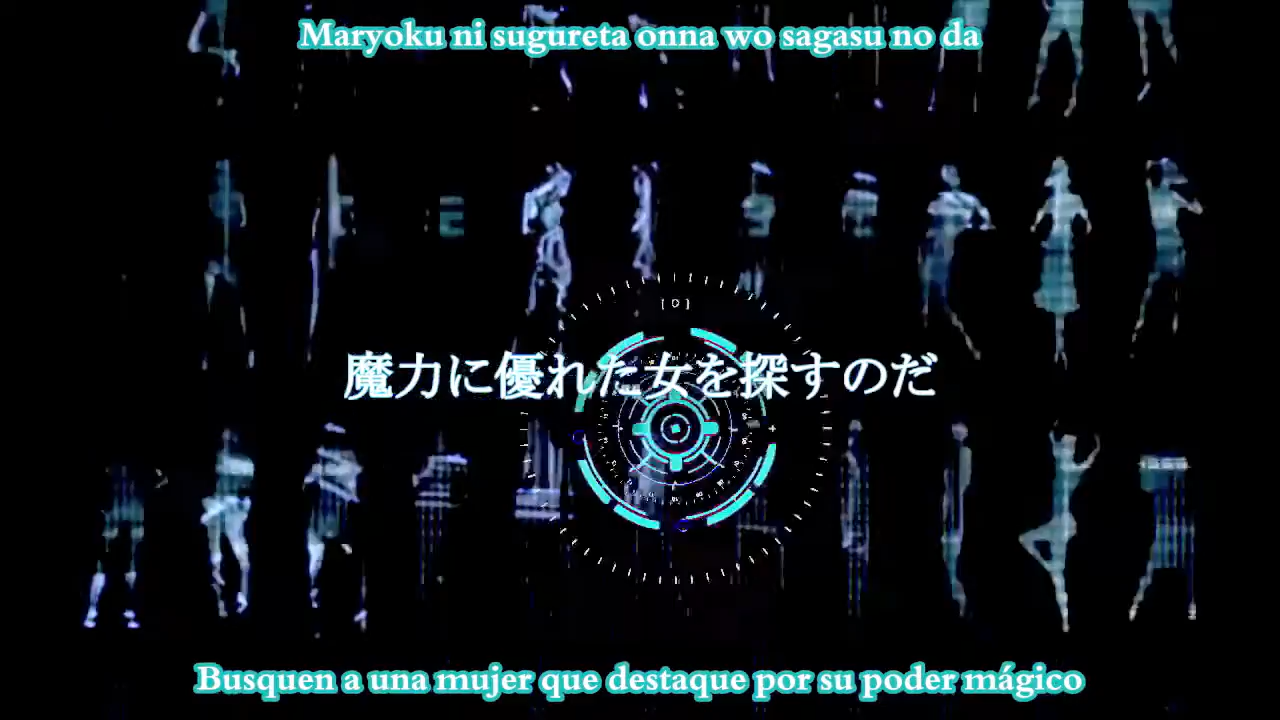 Maryoku ni sugureta onna wo sagasu no da
魔力に優れた女を探すのだ
Busquen a una mujer que destaque por su poder mágico